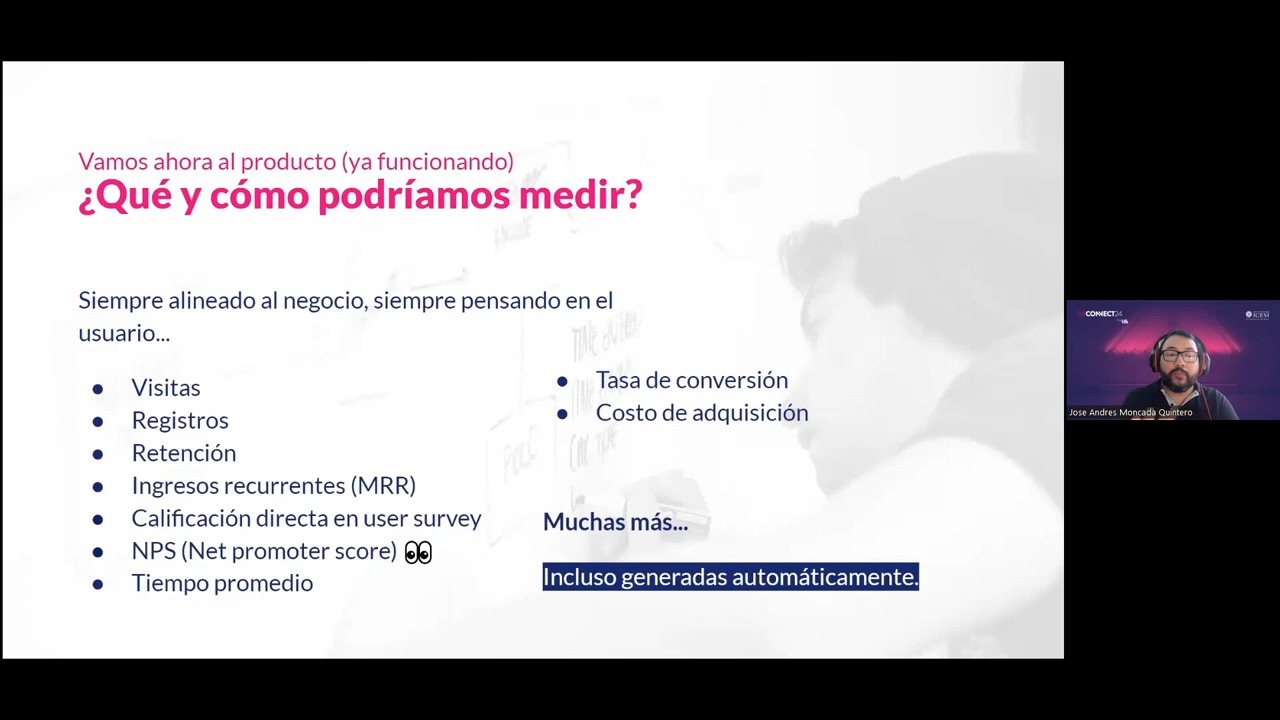 Vamos ahora al producto (ya funcionando)
¿Qué y cómo podríamos medir?
Siempre alineado al negocio, siempre pensando en el
usuario...
● Visitas
● Registros
● Retención
● Ingresos recurrentes (MRR)
● Calificación directa en user survey
● NPS (Net promoter score) 👀
● Tiempo promedio
● Tasa de conversión
● Costo de adquisición
Muchas más...
Incluso generadas automáticamente.
CONNECT24
ICESI
Jose Andres Moncada Quintero